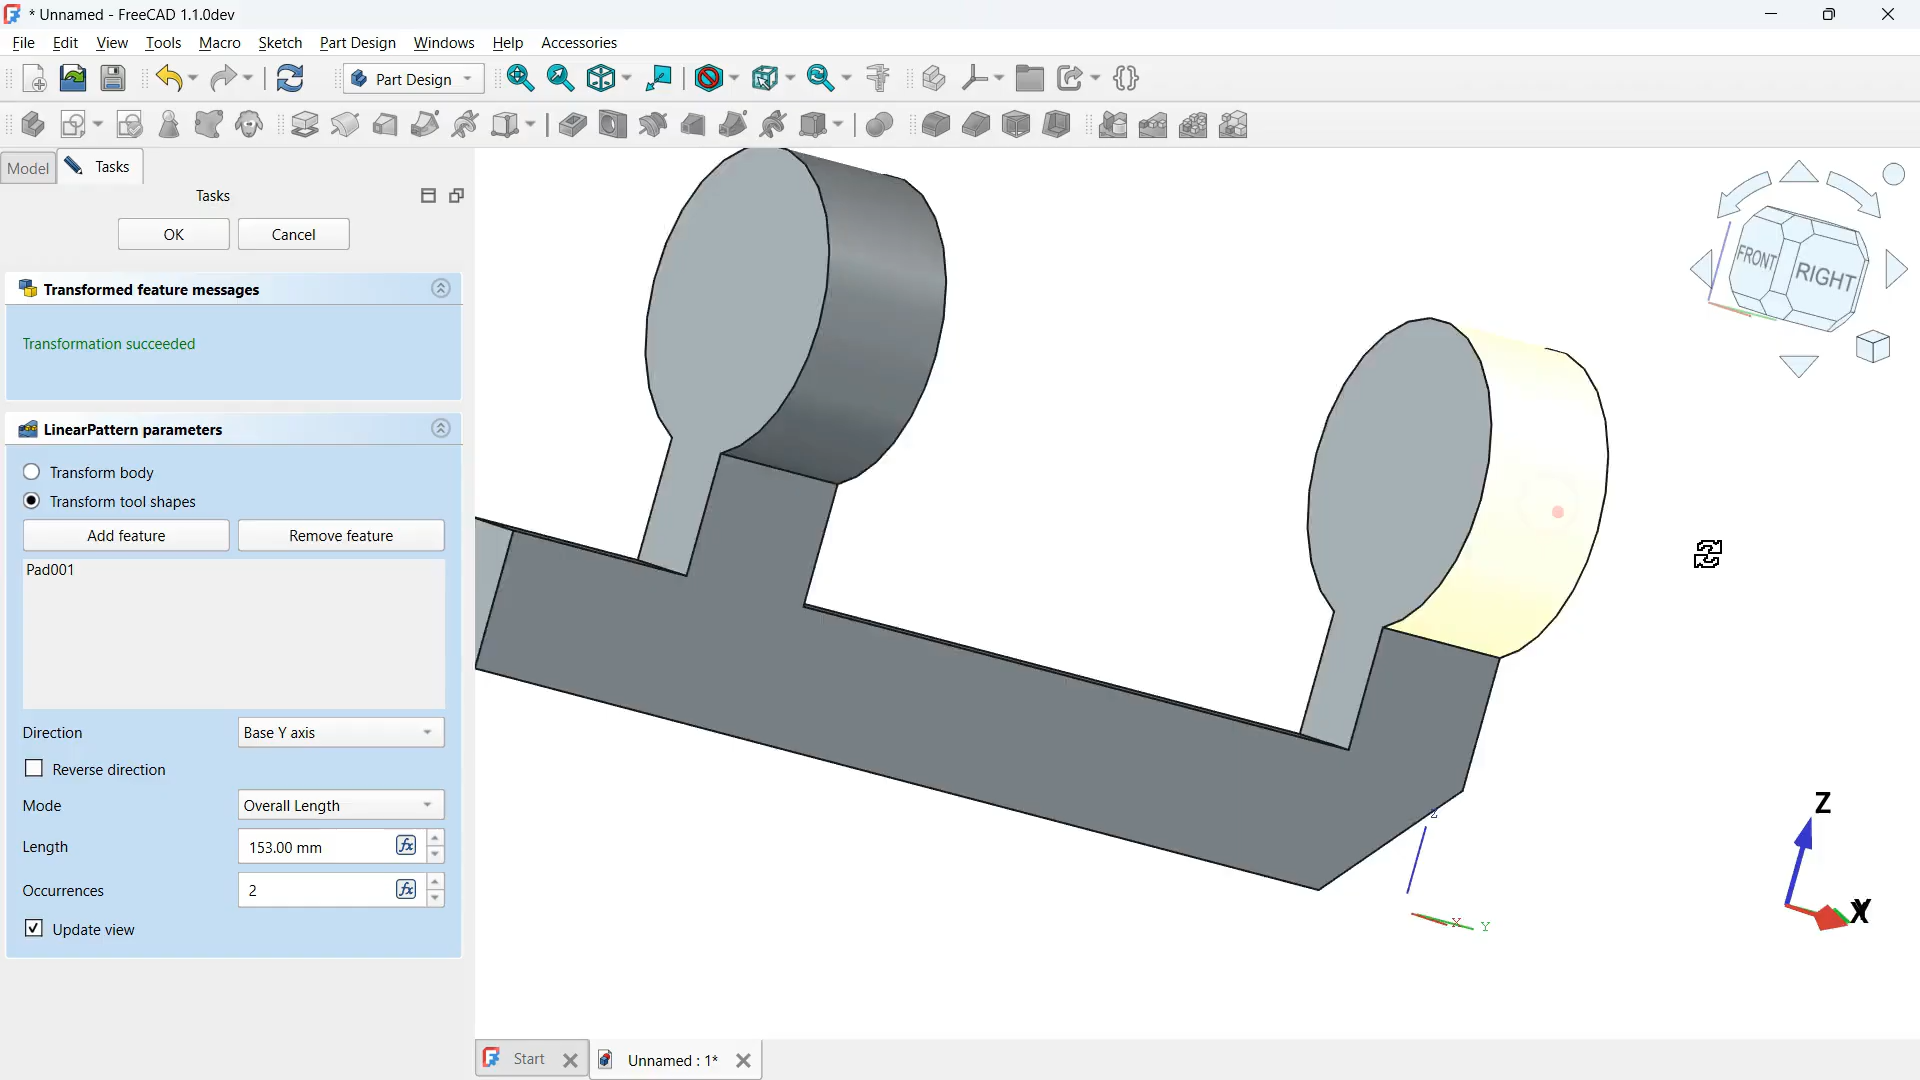 * Unnamed - FreeCAD 1.1.0dev
File Edit View Tools Macro Sketch Part Design Windows Help Accessories
Part Design
Model Tasks
Tasks
OK Cancel
Transformed feature messages
Transformation succeeded
LinearPattern parameters
Transform body
Transform tool shapes
Add feature Remove feature
Pad001
Direction Base Y axis
Reverse direction
Mode Overall Length
Length 153.00 mm
Occurrences 2
Update view
FRONT RIGHT
Z
X Y
Z
X Y
Start Unnamed : 1*